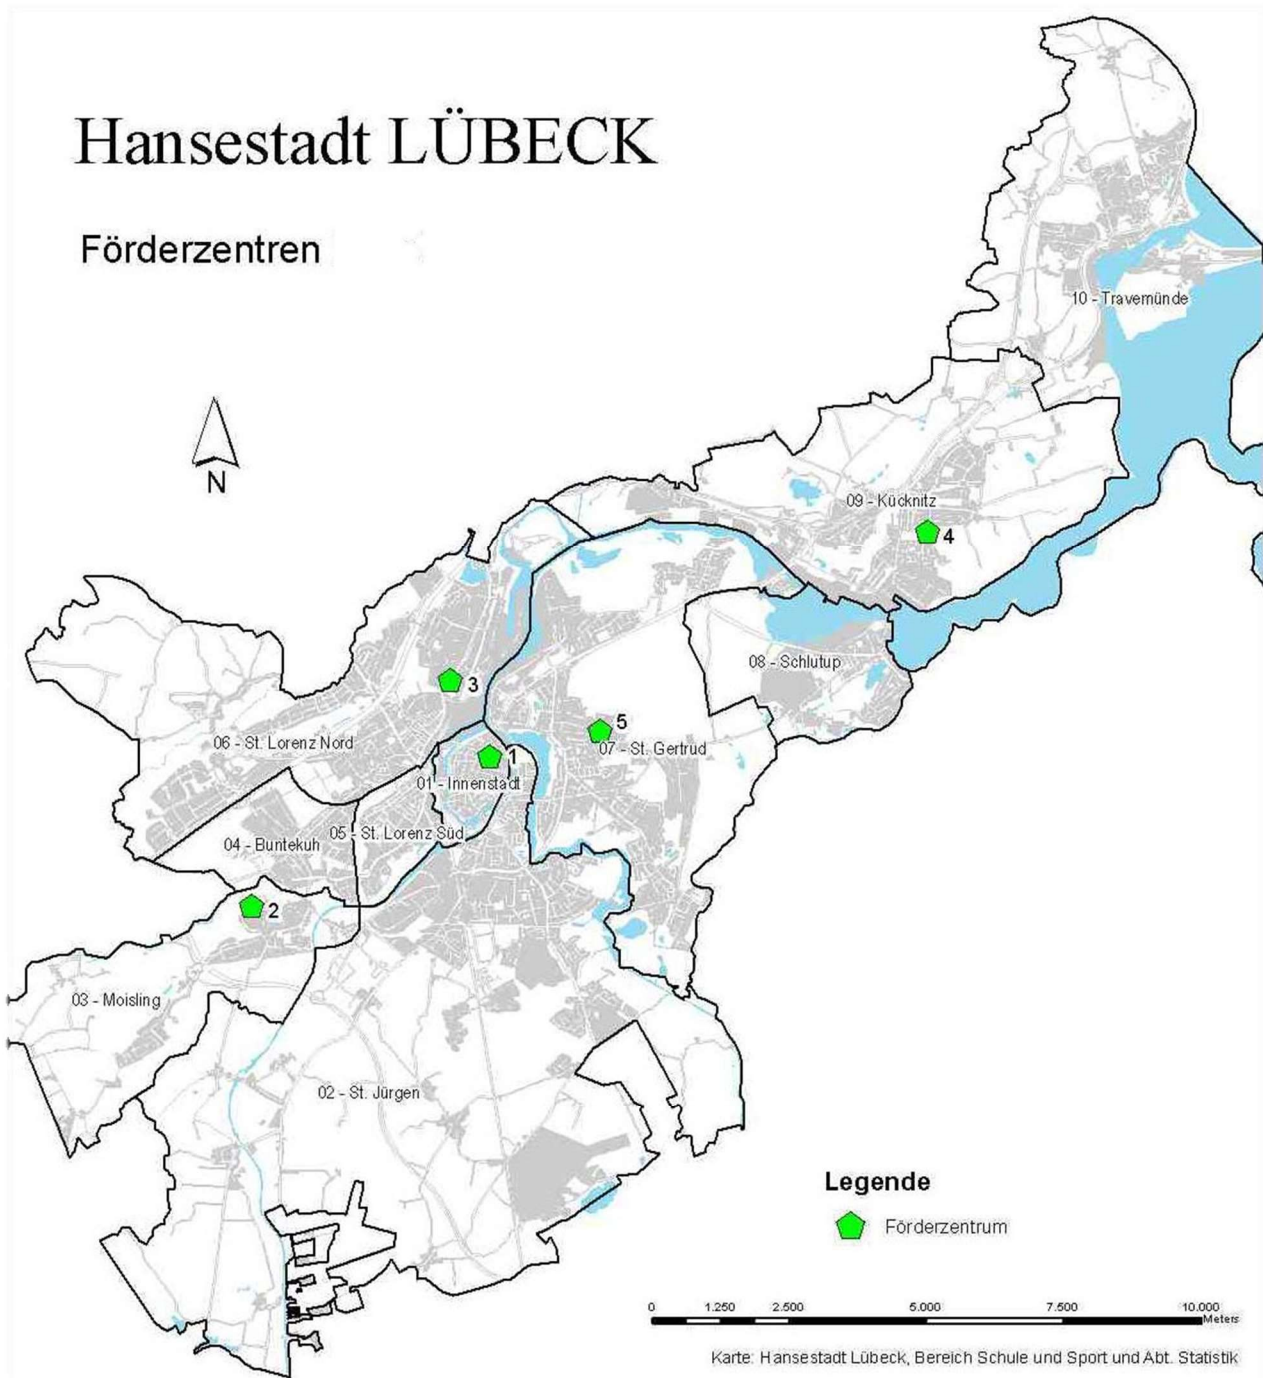 Hansestadt LÜBECK
Förderzentren
10 - Travemünde
N
09 - Kücknitz
4
08 - Schlutup
3
5
06 - St. Lorenz Nord
07 - St. Gertrud
1
01 - Innenstadt
05 - St. Lorenz Süd
04 - Buntekuh
2
03 - Moisling
02 - St. Jürgen
Legende
Förderzentrum
0 1.250 2.500 5.000 7.500 10.000
Meters
Karte: Hansestadt Lübeck, Bereich Schule und Sport und Abt. Statistik